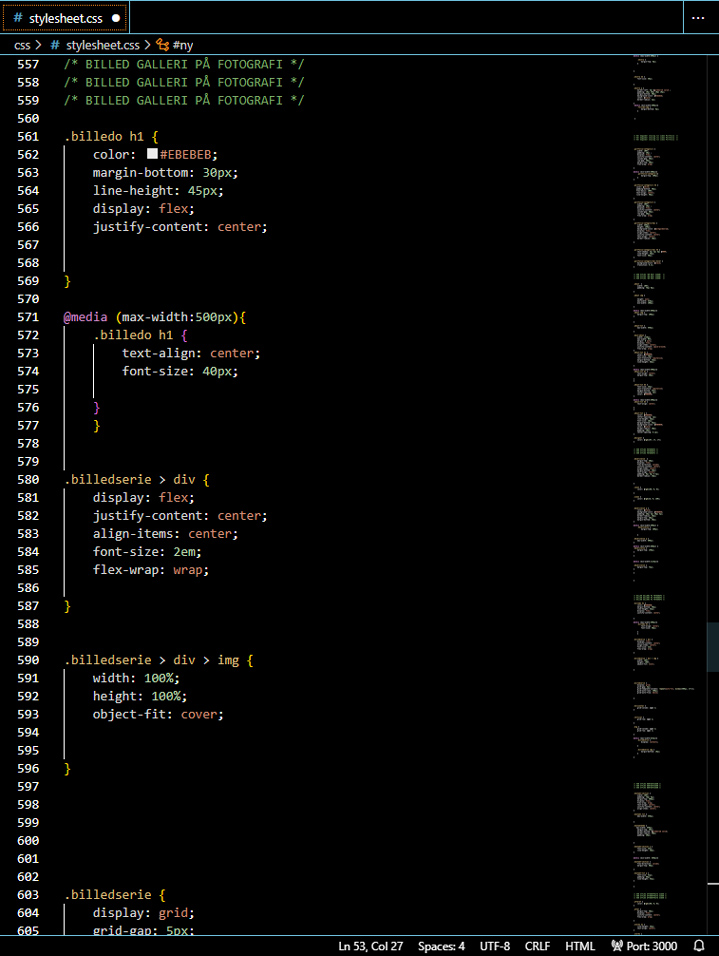 # stylesheet.css ● ...
css > # stylesheet.css > #ny
557 /* BILLED GALLERI PÅ FOTOGRAFI */
558 /* BILLED GALLERI PÅ FOTOGRAFI */
559 /* BILLED GALLERI PÅ FOTOGRAFI */
560
561 .billedo h1 {
562 color: #EBEBEB;
563 margin-bottom: 30px;
564 line-height: 45px;
565 display: flex;
566 justify-content: center;
567
568
569 }
570
571 @media (max-width:500px){
572 .billedo h1 {
573 text-align: center;
574 font-size: 40px;
575
576 }
577 }
578
579
580 .billedserie > div {
581 display: flex;
582 justify-content: center;
583 align-items: center;
584 font-size: 2em;
585 flex-wrap: wrap;
586
587 }
588
589
590 .billedserie > div > img {
591 width: 100%;
592 height: 100%;
593 object-fit: cover;
594
595
596 }
597
598
599
600
601
602
603 .billedserie {
604 display: grid;
605 grid-gap: 5px;
Ln 53, Col 27 Spaces: 4 UTF-8 CRLF HTML Port: 3000